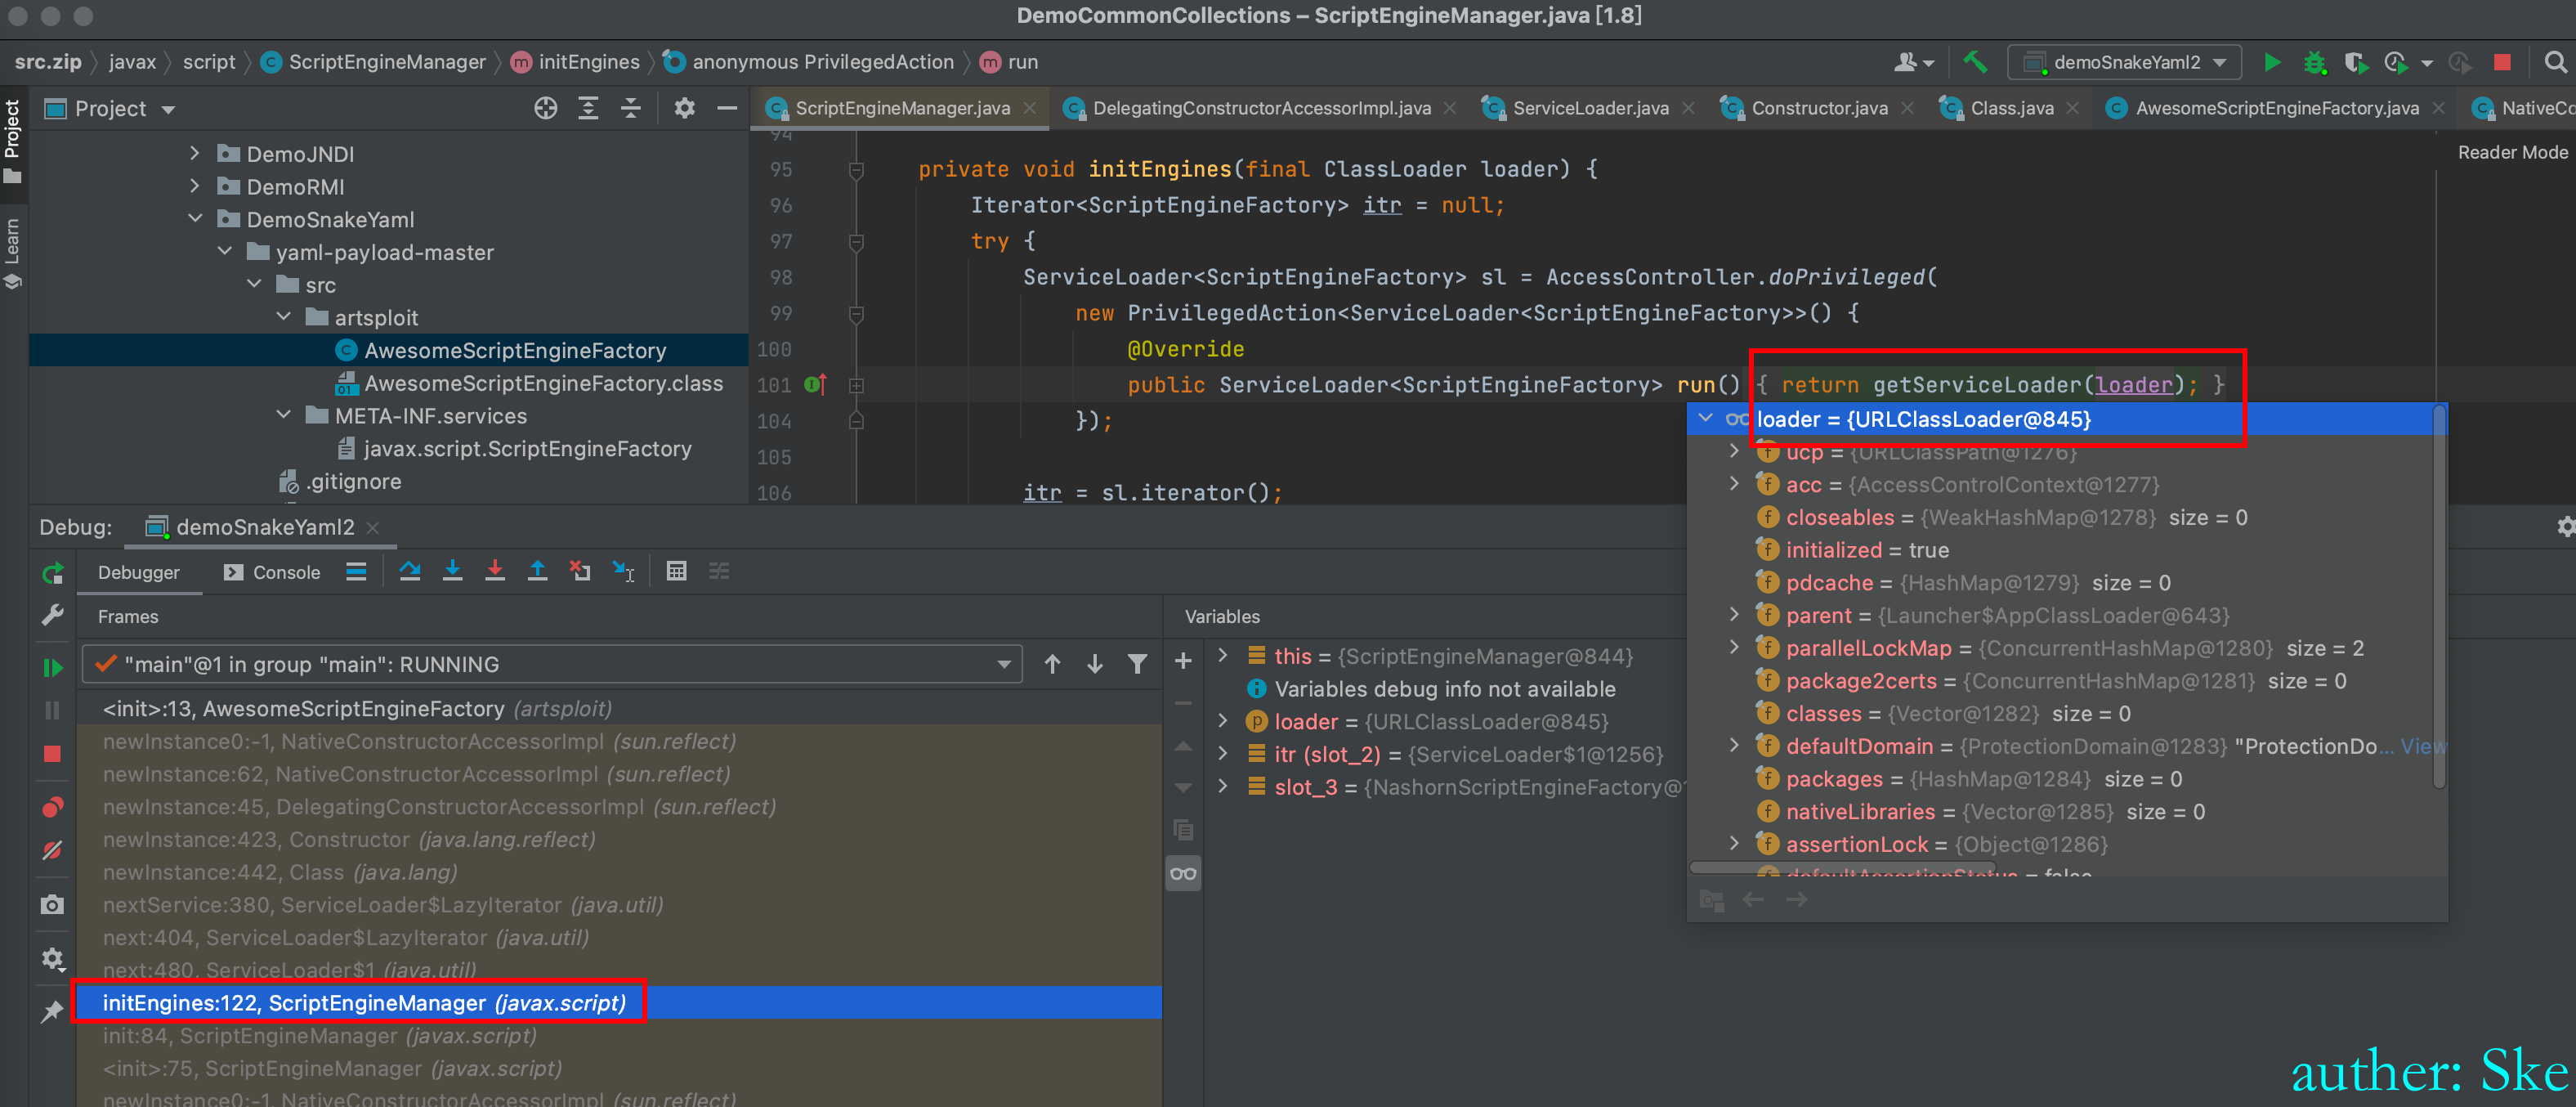 DemoCommonCollections – ScriptEngineManager.java [1.8]
src.zip javax script ScriptEngineManager initEngines anonymous PrivilegedAction run
demoSnakeYaml2
Project
Learn
Project
DemoJNDI
DemoRMI
DemoSnakeYaml
yaml-payload-master
src
artsploit
AwesomeScriptEngineFactory
AwesomeScriptEngineFactory.class
META-INF.services
javax.script.ScriptEngineFactory
.gitignore
ScriptEngineManager.java DelegatingConstructorAccessorImpl.java ServiceLoader.java Constructor.java Class.java AwesomeScriptEngineFactory.java NativeCo
Reader Mode
94
95 private void initEngines(final ClassLoader loader) {
96 Iterator<ScriptEngineFactory> itr = null;
97 try {
98 ServiceLoader<ScriptEngineFactory> sl = AccessController.doPrivileged(
99 new PrivilegedAction<ServiceLoader<ScriptEngineFactory>>() {
100 @Override
101 public ServiceLoader<ScriptEngineFactory> run() { return getServiceLoader(loader); }
104 });
105
106 itr = sl.iterator();
loader = {URLClassLoader@845}
ucp = {URLClassPath@1276}
acc = {AccessControlContext@1277}
closeables = {WeakHashMap@1278} size = 0
initialized = true
pdcache = {HashMap@1279} size = 0
parent = {Launcher$AppClassLoader@643}
parallelLockMap = {ConcurrentHashMap@1280} size = 2
package2certs = {ConcurrentHashMap@1281} size = 0
classes = {Vector@1282} size = 0
defaultDomain = {ProtectionDomain@1283} "ProtectionDo... View
packages = {HashMap@1284} size = 0
nativeLibraries = {Vector@1285} size = 0
assertionLock = {Object@1286}
defaultAssertionStatus = false
Debug: demoSnakeYaml2
Debugger Console
Frames
"main"@1 in group "main": RUNNING
<init>:13, AwesomeScriptEngineFactory (artsploit)
newInstance0:-1, NativeConstructorAccessorImpl (sun.reflect)
newInstance:62, NativeConstructorAccessorImpl (sun.reflect)
newInstance:45, DelegatingConstructorAccessorImpl (sun.reflect)
newInstance:423, Constructor (java.lang.reflect)
newInstance:442, Class (java.lang)
nextService:380, ServiceLoader$LazyIterator (java.util)
next:404, ServiceLoader$LazyIterator (java.util)
next:480, ServiceLoader$1 (java.util)
initEngines:122, ScriptEngineManager (javax.script)
init:84, ScriptEngineManager (javax.script)
<init>:75, ScriptEngineManager (javax.script)
newInstance0:-1, NativeConstructorAccessorImpl (sun.reflect)
Variables
this = {ScriptEngineManager@844}
Variables debug info not available
loader = {URLClassLoader@845}
itr (slot_2) = {ServiceLoader$1@1256}
slot_3 = {NashornScriptEngineFactory@
auther: Ske